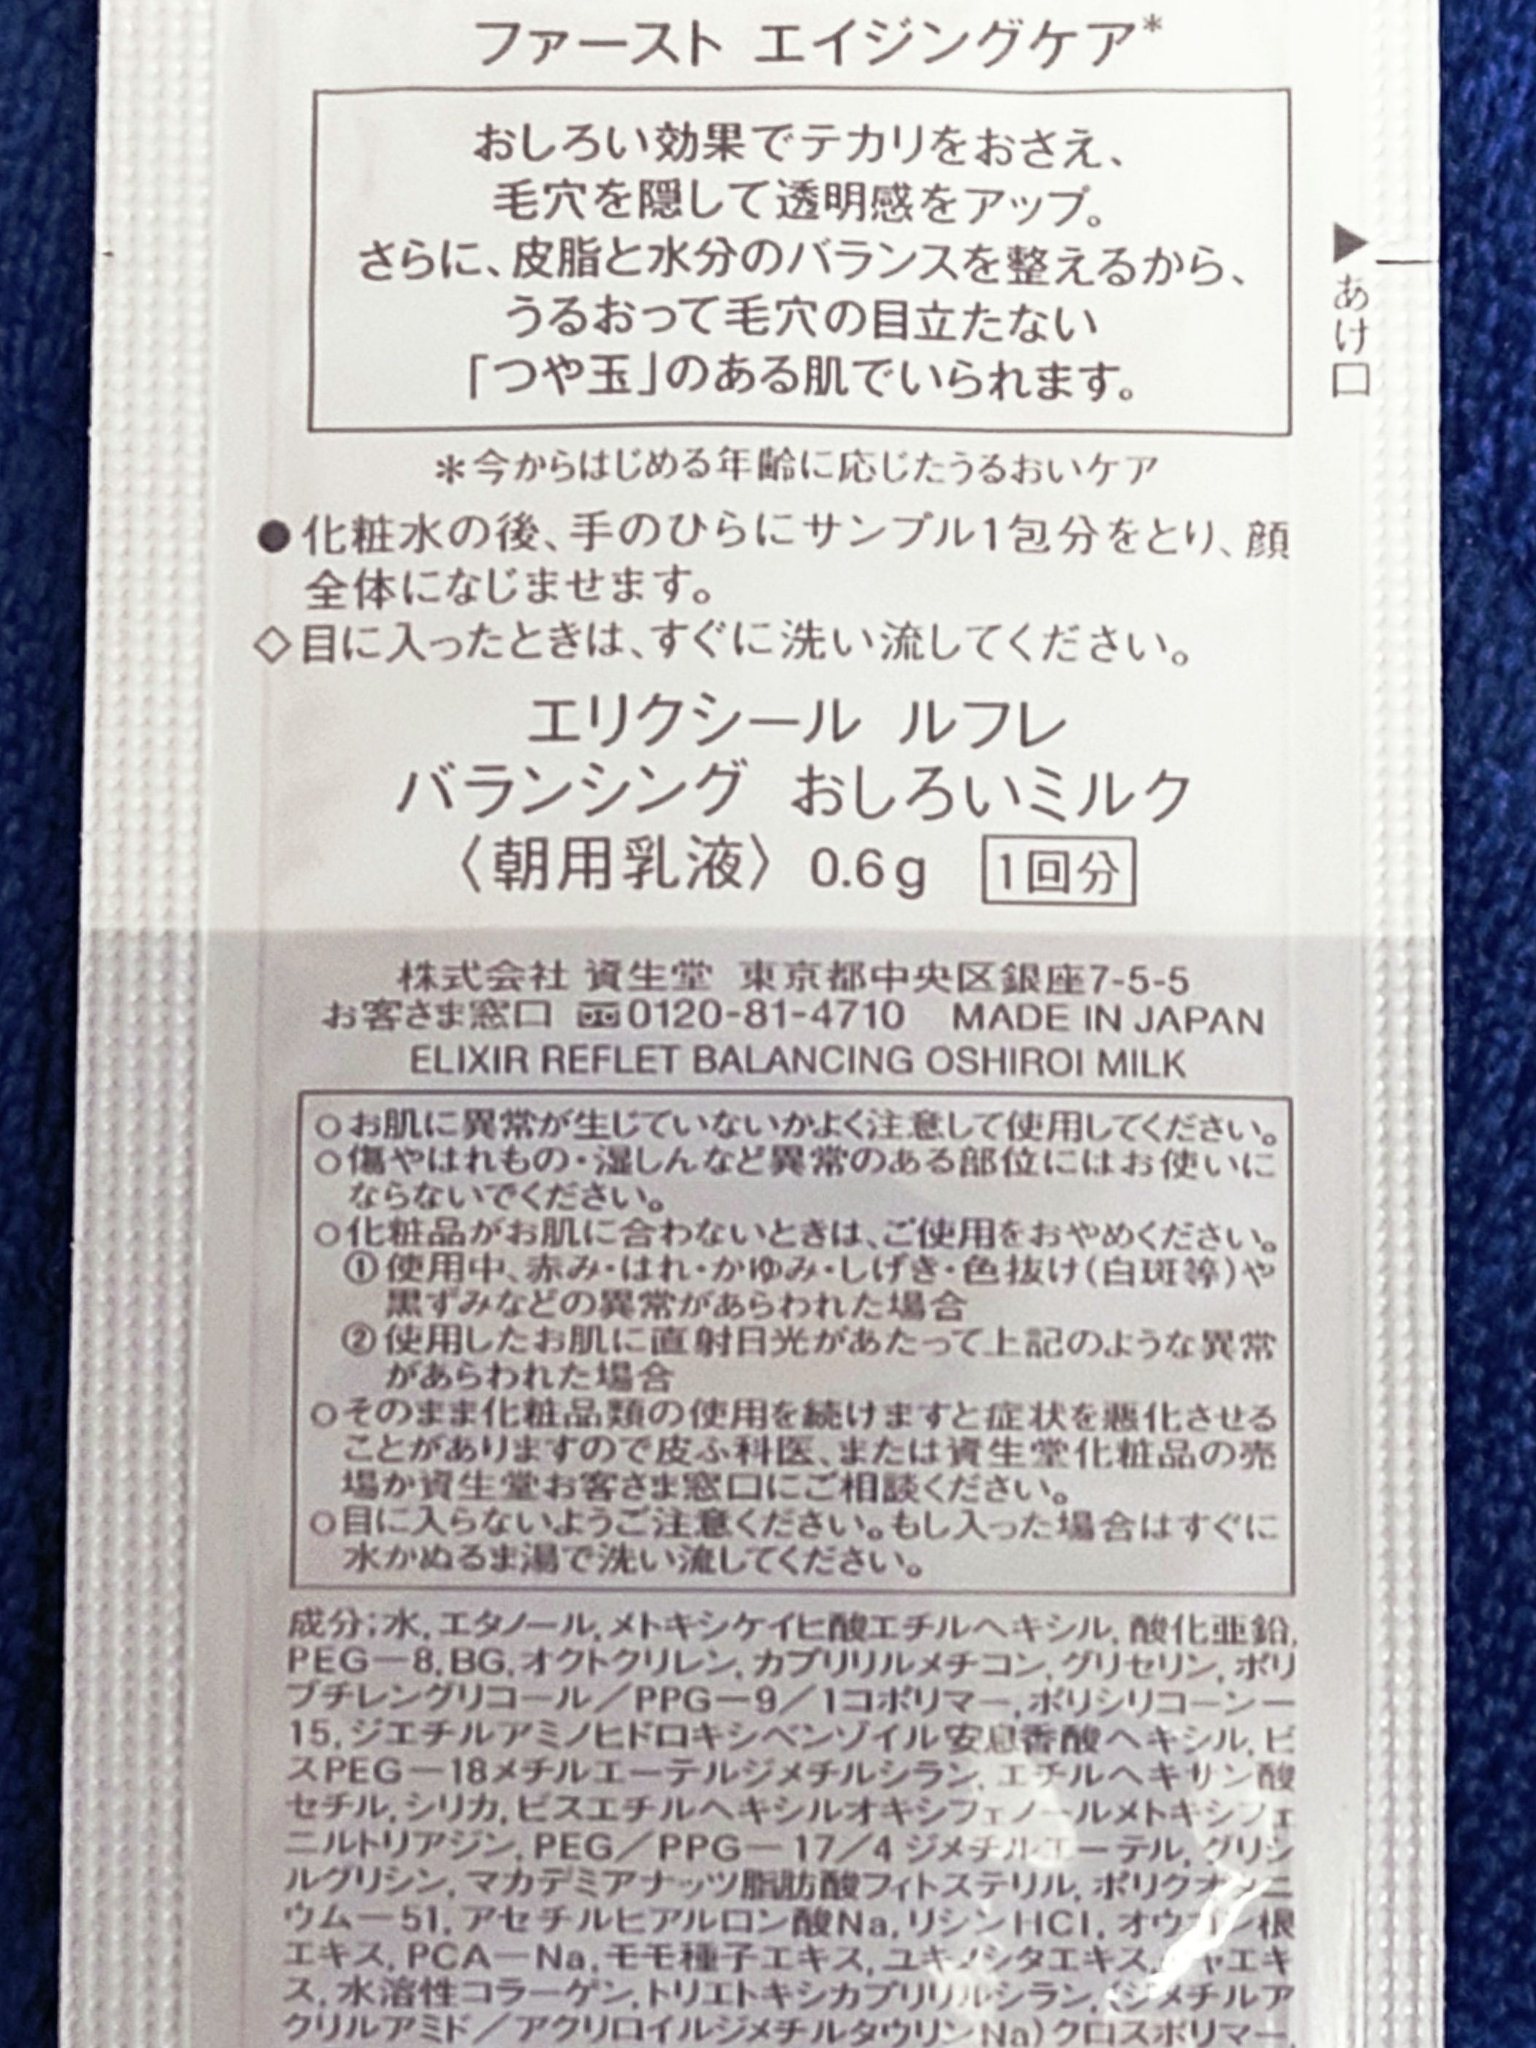 ファースト エイジングケア*
おしろい効果でテカリをおさえ、
毛穴を隠して透明感をアップ。
さらに、皮脂と水分のバランスを整えるから、
うるおって毛穴の目立たない
「つや玉」のある肌でいられます。
▶あけ口
＊今からはじめる年齢に応じたうるおいケア
●化粧水の後、手のひらにサンプル1包分をとり、顔
全体になじませます。
◇目に入ったときは、すぐに洗い流してください。
エリクシール ルフレ
バランシング おしろいミルク
〈朝用乳液〉0.6g 1回分
株式会社 資生堂 東京都中央区銀座7-5-5
お客さま窓口 0120-81-4710 MADE IN JAPAN
ELIXIR REFLET BALANCING OSHIROI MILK
○お肌に異常が生じていないかよく注意して使用してください。
○傷やはれもの・湿しんなど異常のある部位にはお使いに
ならないでください。
○化粧品がお肌に合わないときは、ご使用をおやめください。
①使用中、赤み・はれ・かゆみ・しげき・色抜け(白斑等)や
黒ずみなどの異常があらわれた場合
②使用したお肌に直射日光があたって上記のような異常
があらわれた場合
○そのまま化粧品類の使用を続けますと症状を悪化させる
ことがありますので皮ふ科医、または資生堂化粧品の売
場か資生堂お客さま窓口にご相談ください。
○目に入らないようご注意ください。もし入った場合はすぐに
水かぬるま湯で洗い流してください。
成分:水,エタノール,メトキシケイヒ酸エチルヘキシル,酸化亜鉛,
PEG－8,BG,オクトクリレン,カプリリルメチコン,グリセリン,ポリ
ブチレングリコール／PPG－9／1コポリマー,ポリシリコーン－
15,ジエチルアミノヒドロキシベンゾイル安息香酸ヘキシル,ビ
スPEG－18メチルエーテルジメチルシラン,エチルヘキサン酸
セチル,シリカ,ビスエチルヘキシルオキシフェノールメトキシフェ
ニルトリアジン,PEG／PPG－17／4 ジメチルエーテル,グリシ
ルグリシン,マカデミアナッツ脂肪酸フィトステリル,ポリクオタニ
ウム－51,アセチルヒアルロン酸Na,リシンHCl,オウゴン根
エキス,PCA－Na,モモ種子エキス,ユキノシタエキス,チャエキ
ス,水溶性コラーゲン,トリエトキシカプリリルシラン,(ジメチルア
クリルアミド／アクリロイルジメチルタウリンNa)クロスポリマー,